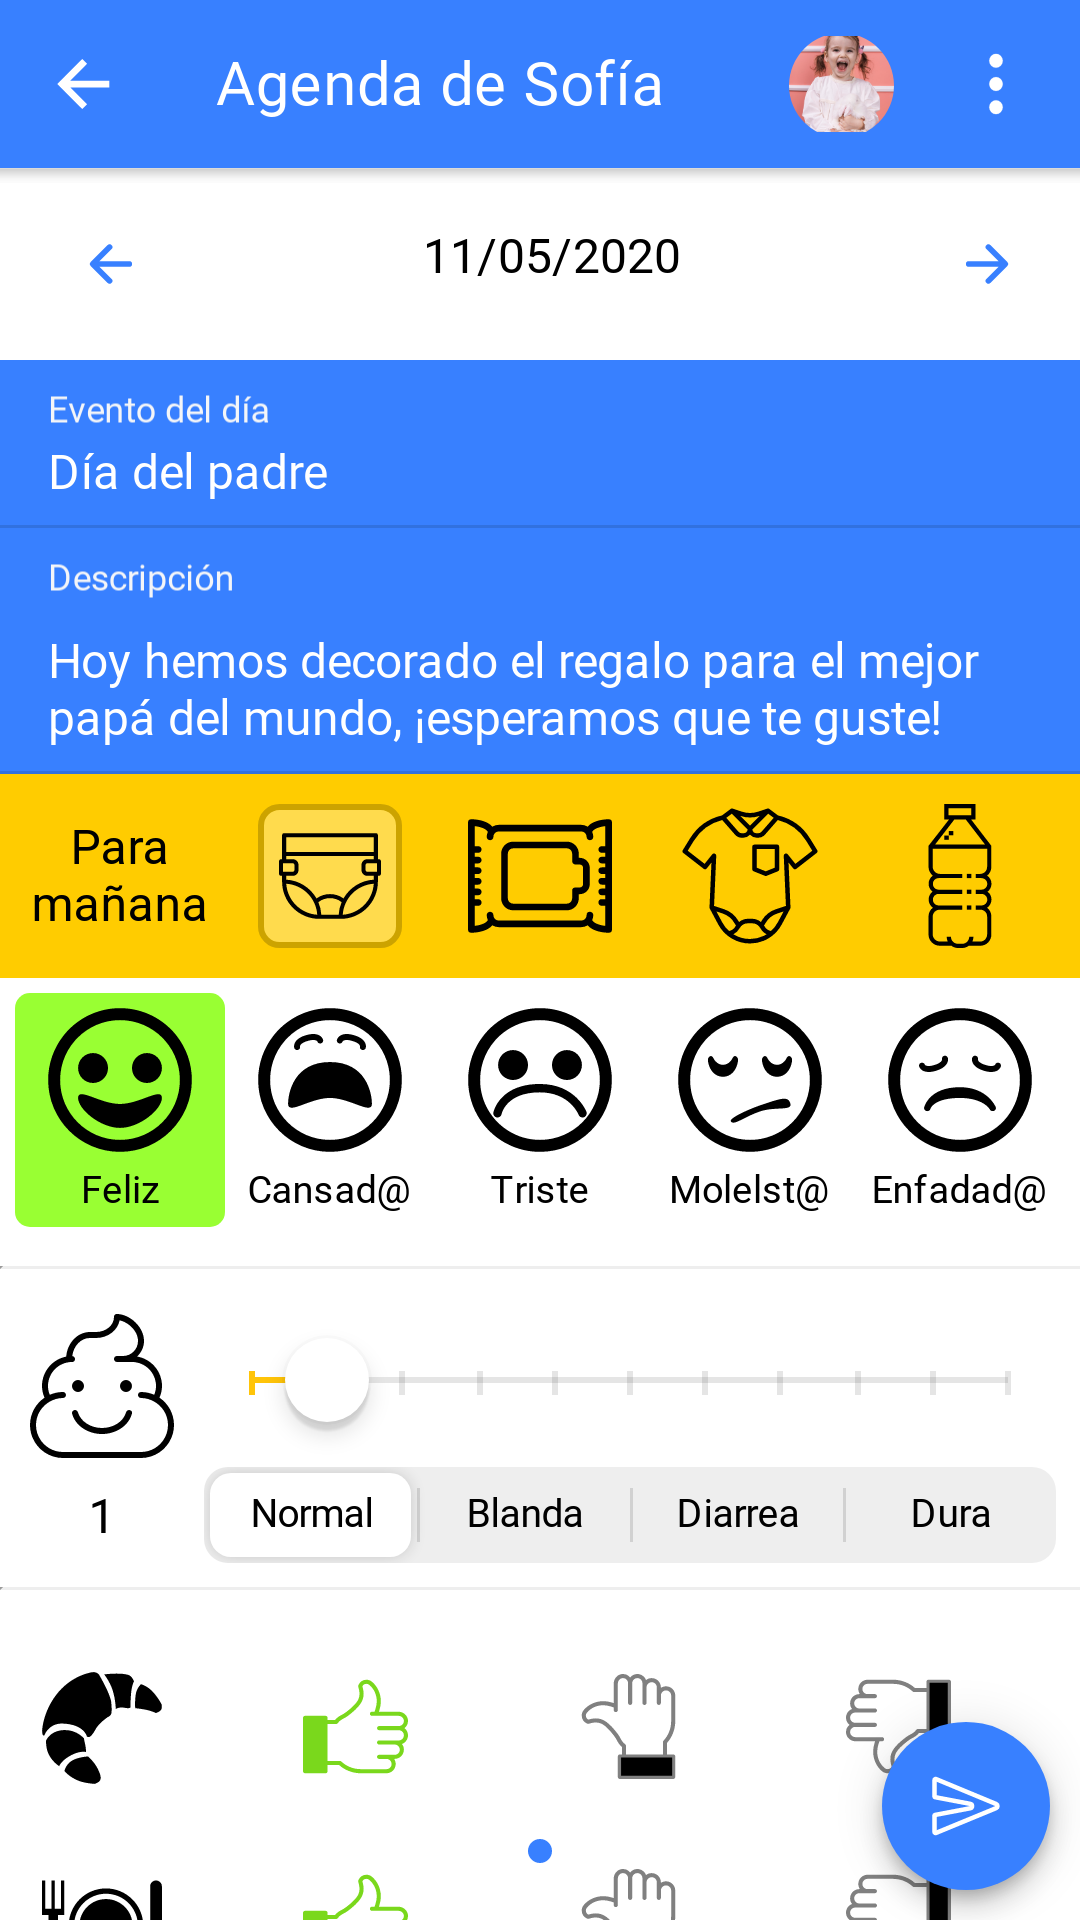 Agenda de Sofía
11/05/2020
Evento del día
Día del padre
Descripción
Hoy hemos decorado el regalo para el mejor
papá del mundo, ¡esperamos que te guste!
Para
mañana
Feliz
Cansad@
Triste
Molelst@
Enfadad@
1
Normal
Blanda
Diarrea
Dura